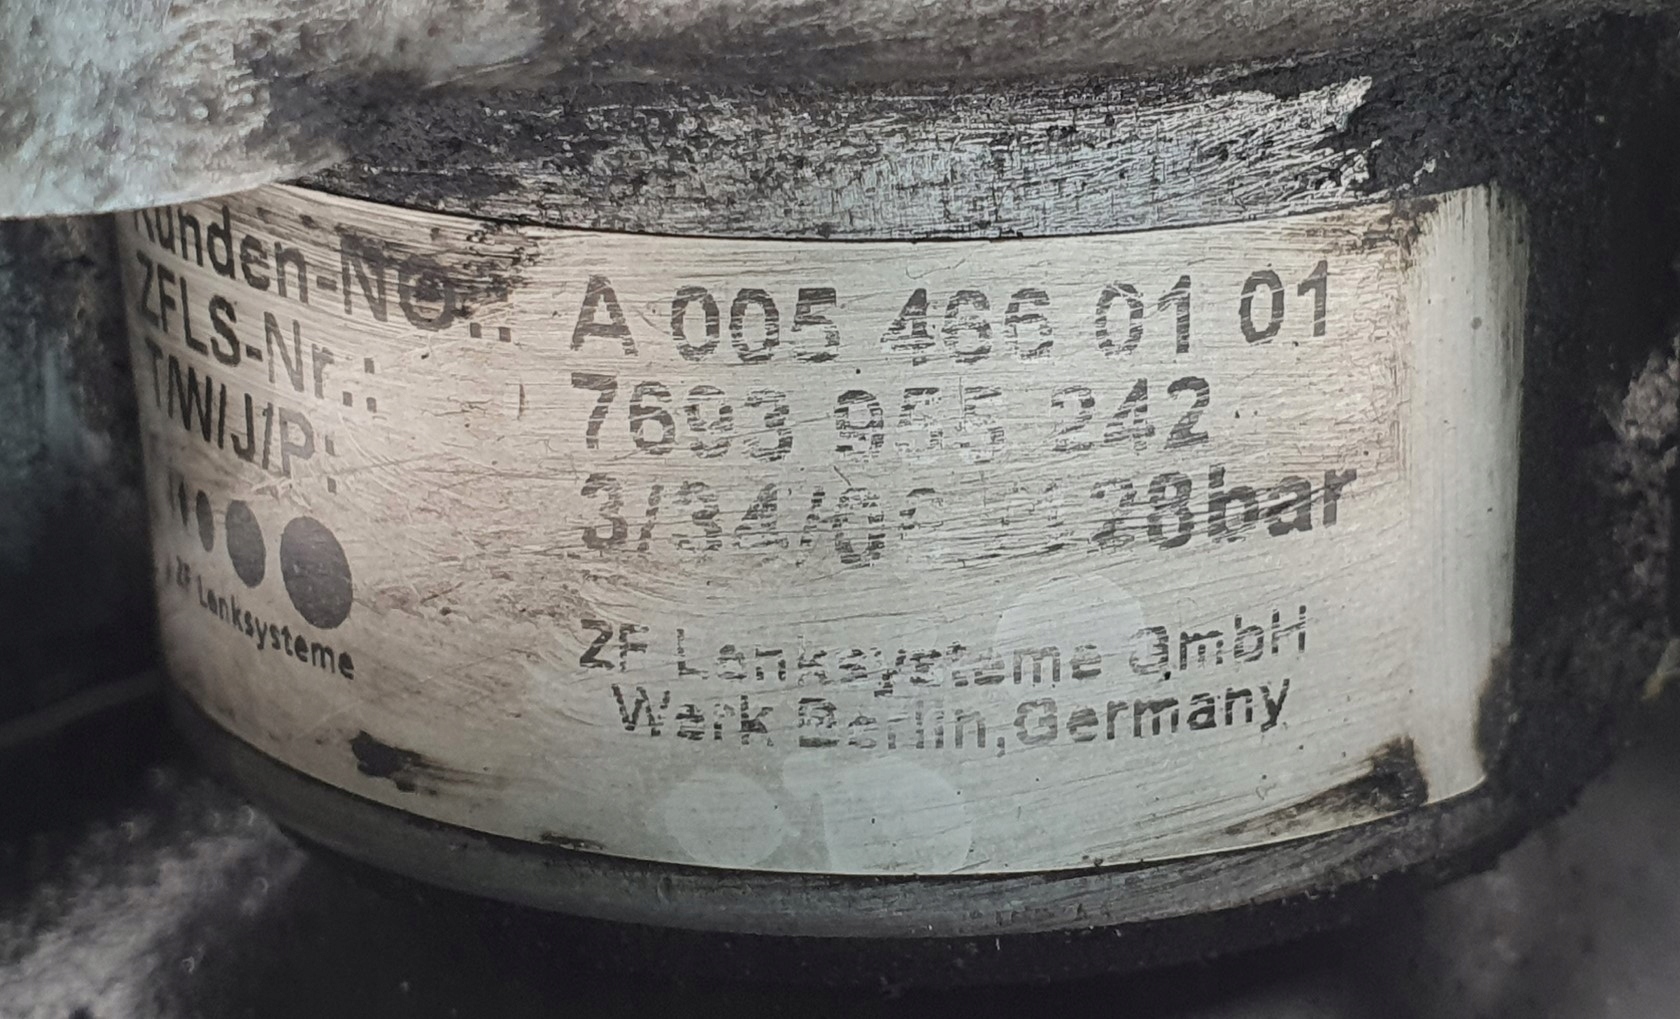 Kunden-NO.: A 005 466 01 01
ZFLS-Nr.: 7693 955 242
T/W/J/P: 28bar
ZF Lenksysteme
ZF Lenksysteme GmbH
Werk Berlin,Germany